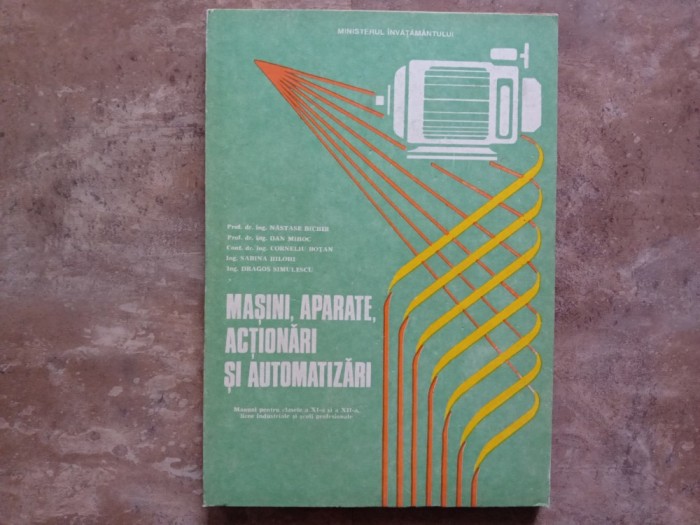 MINISTERUL ÎNVĂȚĂMÂNTULUI
Prof. dr. ing. NĂSTASE BICHIR
Prof. dr. ing. DAN MIHOC
Conf. dr. ing. CORNELIU BOȚAN
Ing. SABINA HILOHI
Ing. DRAGOȘ SIMULESCU
MAȘINI, APARATE,
ACȚIONĂRI
ȘI AUTOMATIZĂRI
Manual pentru clasele a XI-a și a XII-a,
licee industriale și școli profesionale